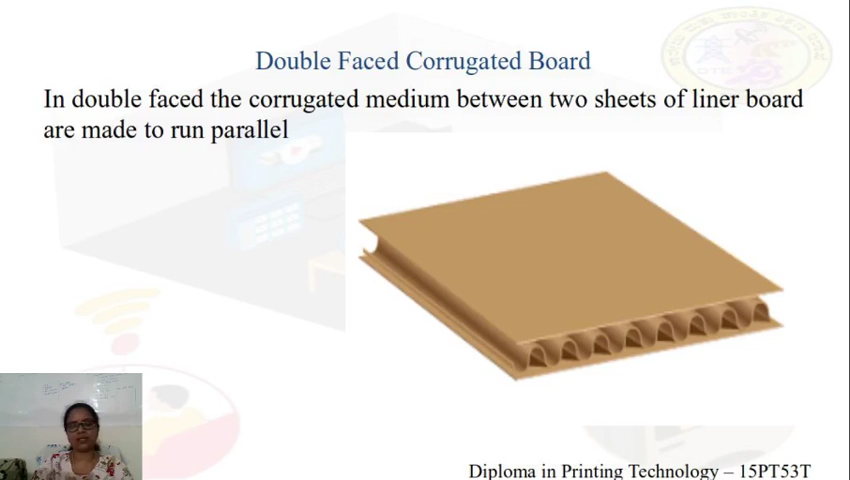 Double Faced Corrugated Board
In double faced the corrugated medium between two sheets of liner board
are made to run parallel
Diploma in Printing Technology – 15PT53T